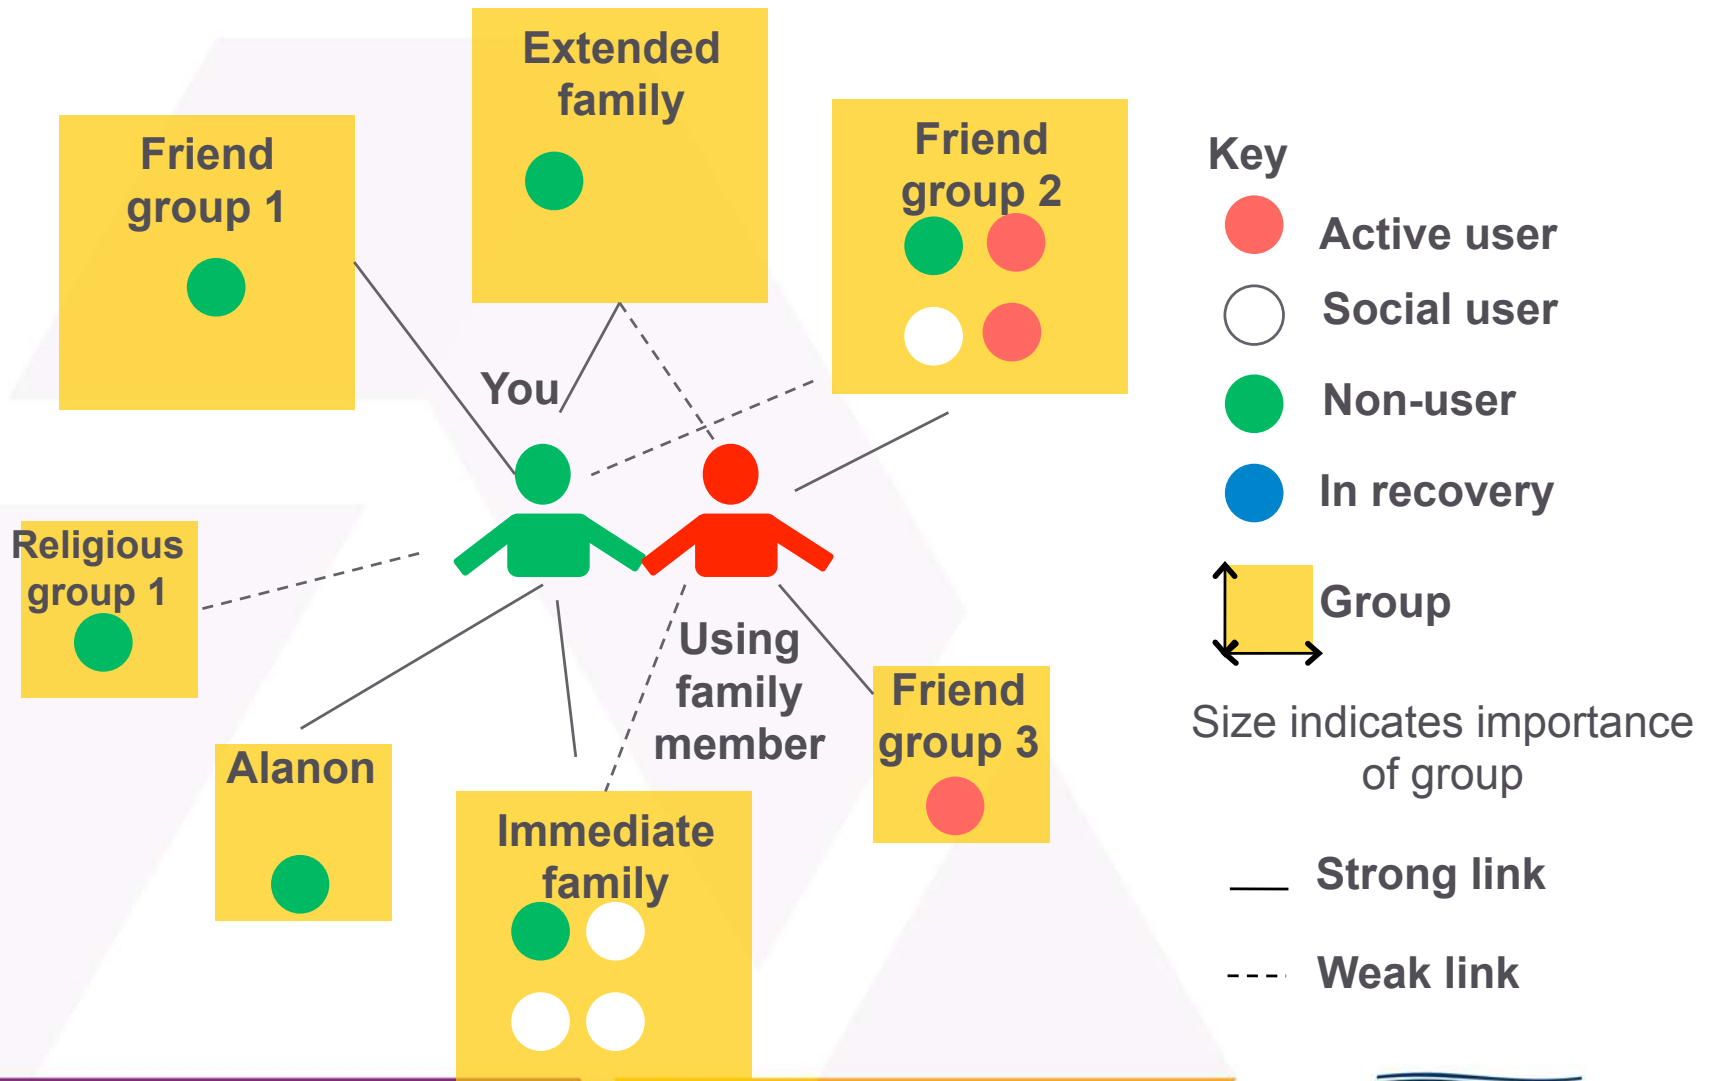 Extended
family
Friend
group 1
Friend
group 2
You
Religious
group 1
Alanon
Using
family
member
Immediate
family
Friend
group 3
Key
Active user
Social user
Non-user
In recovery
Group
Size indicates importance
of group
Strong link
Weak link